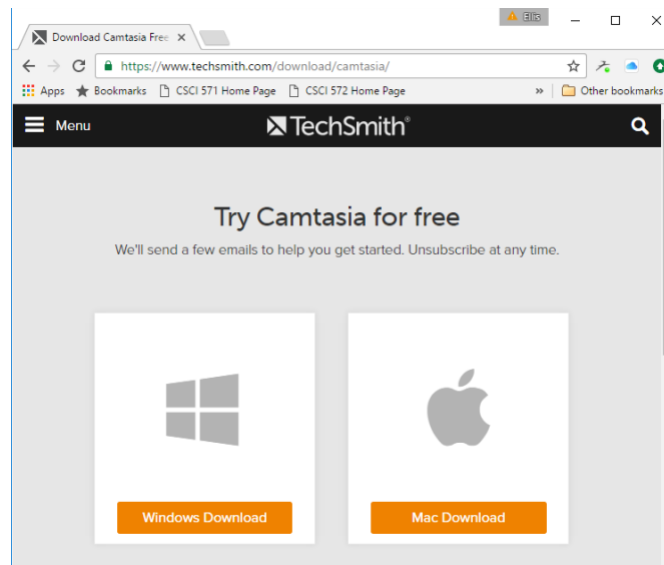 Ellis
Download Camtasia Free
https://www.techsmith.com/download/camtasia/
Apps Bookmarks CSCI 571 Home Page CSCI 572 Home Page » Other bookmarks
Menu TechSmith®
Try Camtasia for free
We'll send a few emails to help you get started. Unsubscribe at any time.
Windows Download Mac Download